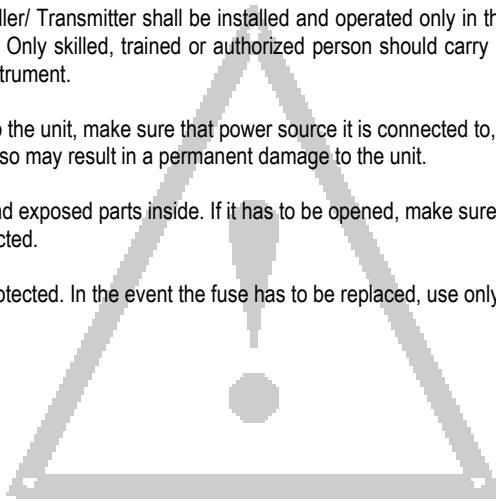 ller/ Transmitter shall be installed and operated only in th
Only skilled, trained or authorized person should carry
trument.
o the unit, make sure that power source it is connected to,
so may result in a permanent damage to the unit.
nd exposed parts inside. If it has to be opened, make sure
cted.
otected. In the event the fuse has to be replaced, use only